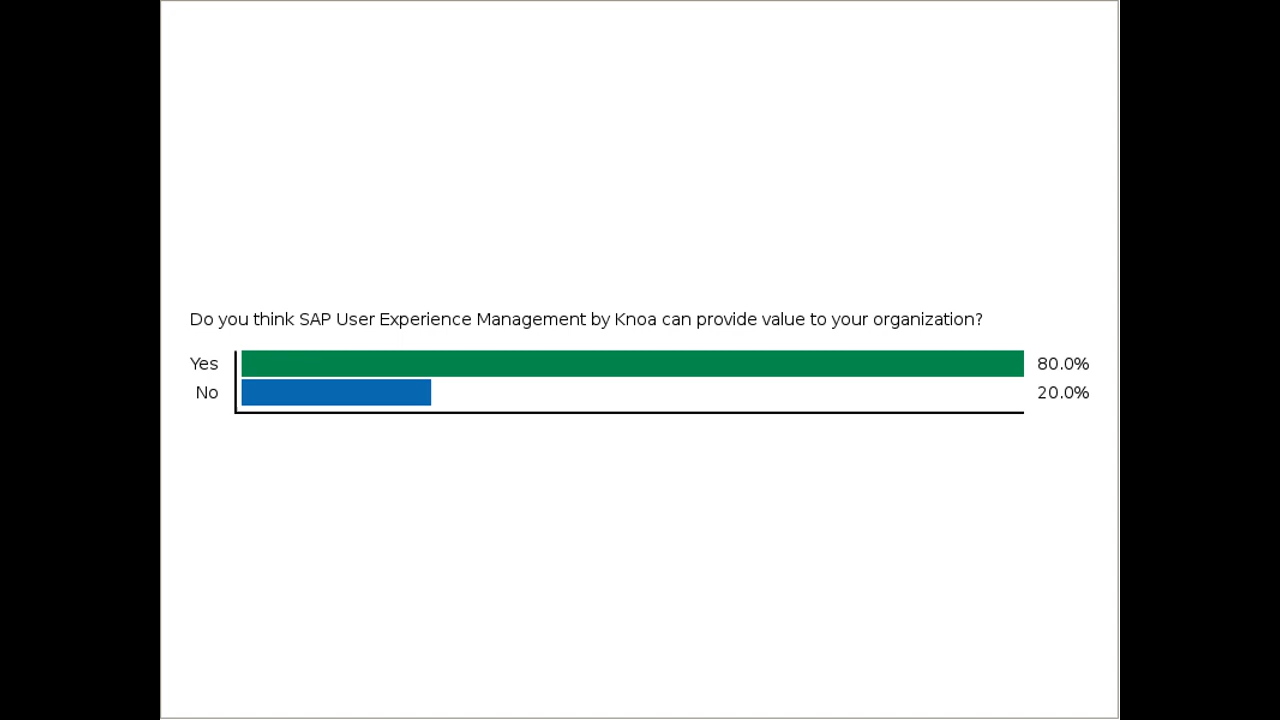 Do you think SAP User Experience Management by Knoa can provide value to your organization?
Yes 80.0%
No 20.0%